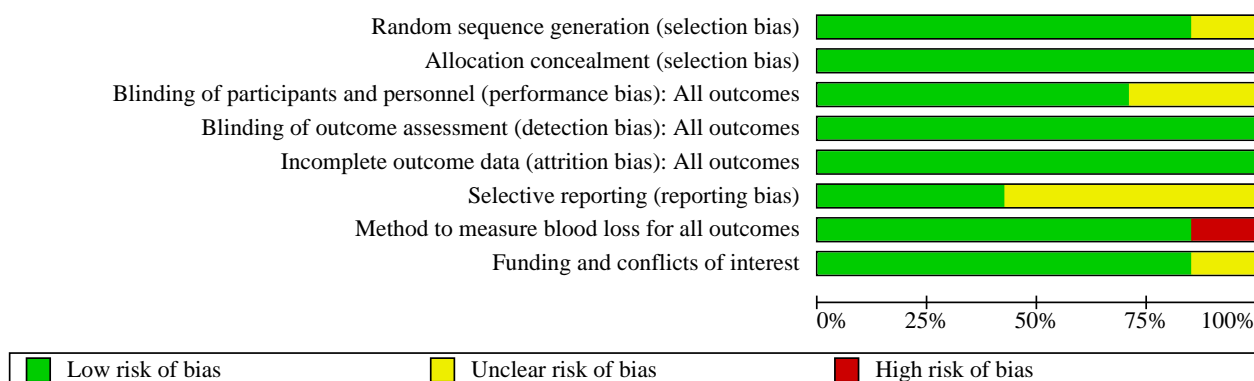 Random sequence generation (selection bias)
Allocation concealment (selection bias)
Blinding of participants and personnel (performance bias): All outcomes
Blinding of outcome assessment (detection bias): All outcomes
Incomplete outcome data (attrition bias): All outcomes
Selective reporting (reporting bias)
Method to measure blood loss for all outcomes
Funding and conflicts of interest
0% 25% 50% 75% 100%
Low risk of bias Unclear risk of bias High risk of bias